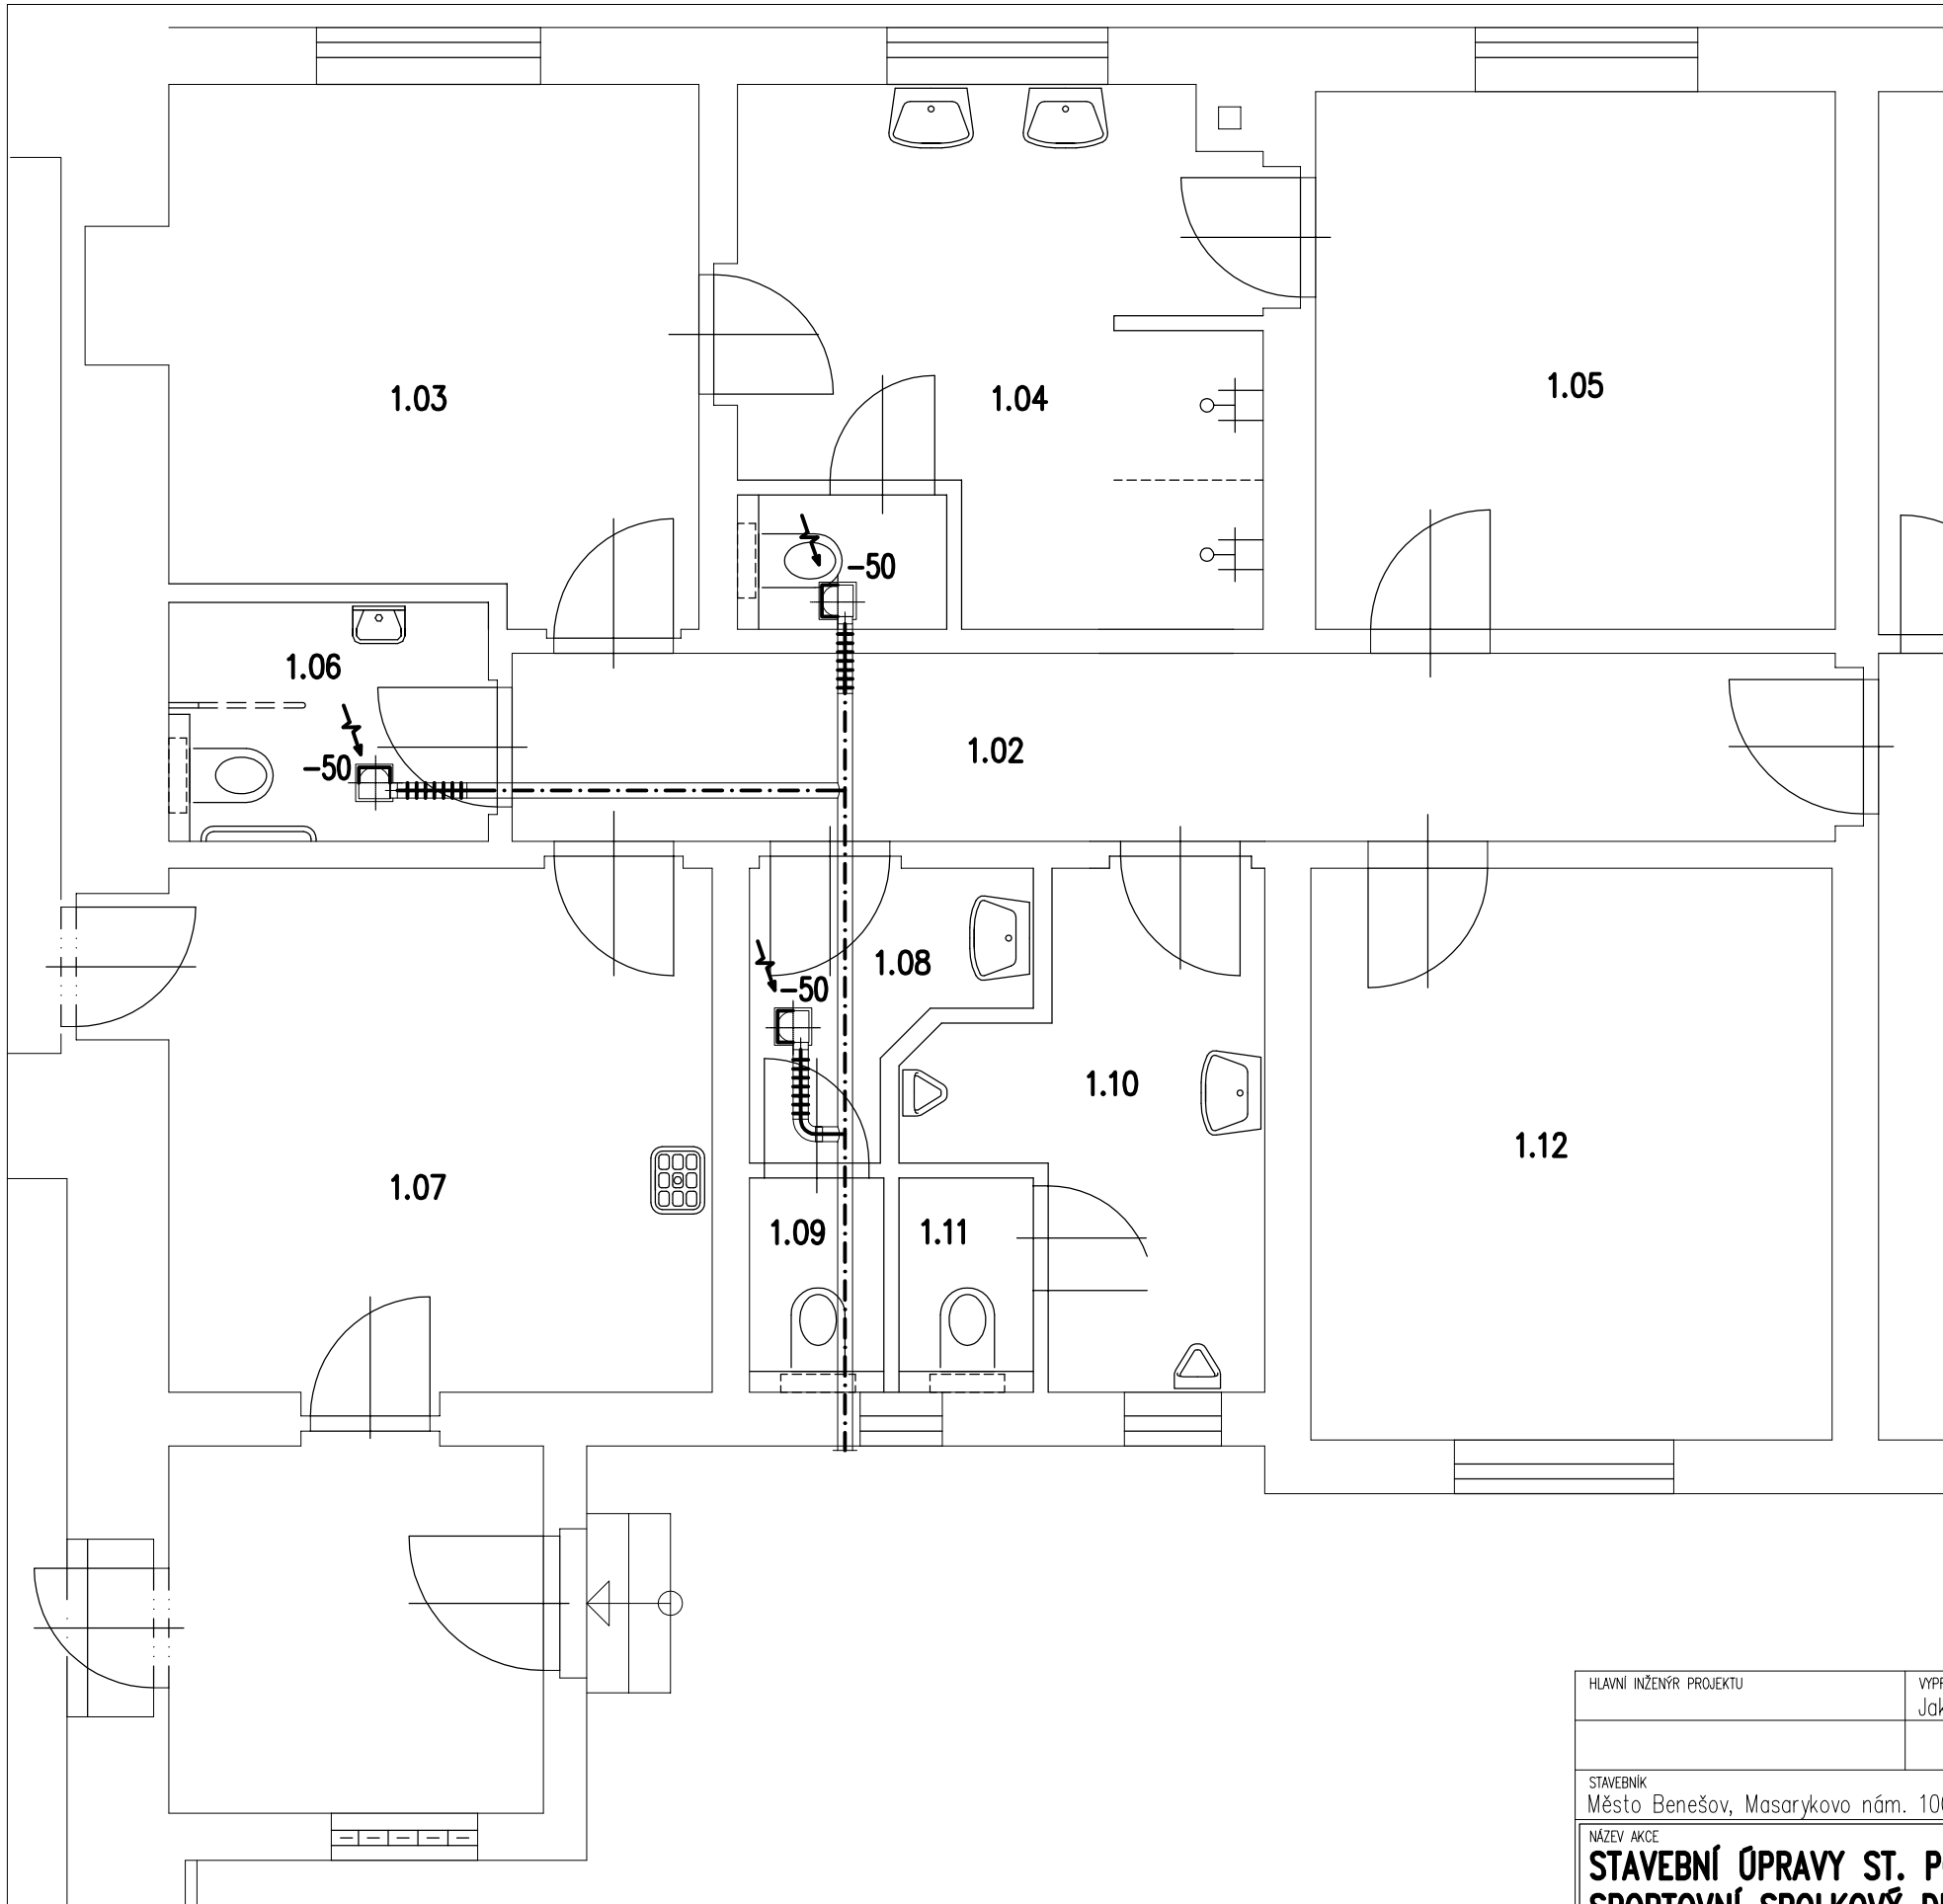 1.03
1.04
1.05
-50
1.06
-50
1.02
1.08
-50
1.10
1.12
1.07
1.09
1.11
HLAVNÍ INŽENÝR PROJEKTU
STAVEBNÍK
Město Benešov, Masarykovo nám. 
NÁZEV AKCE
STAVEBNÍ ÚPRAVY ST.
SPORTOVNÍ SPOLKOVÝ